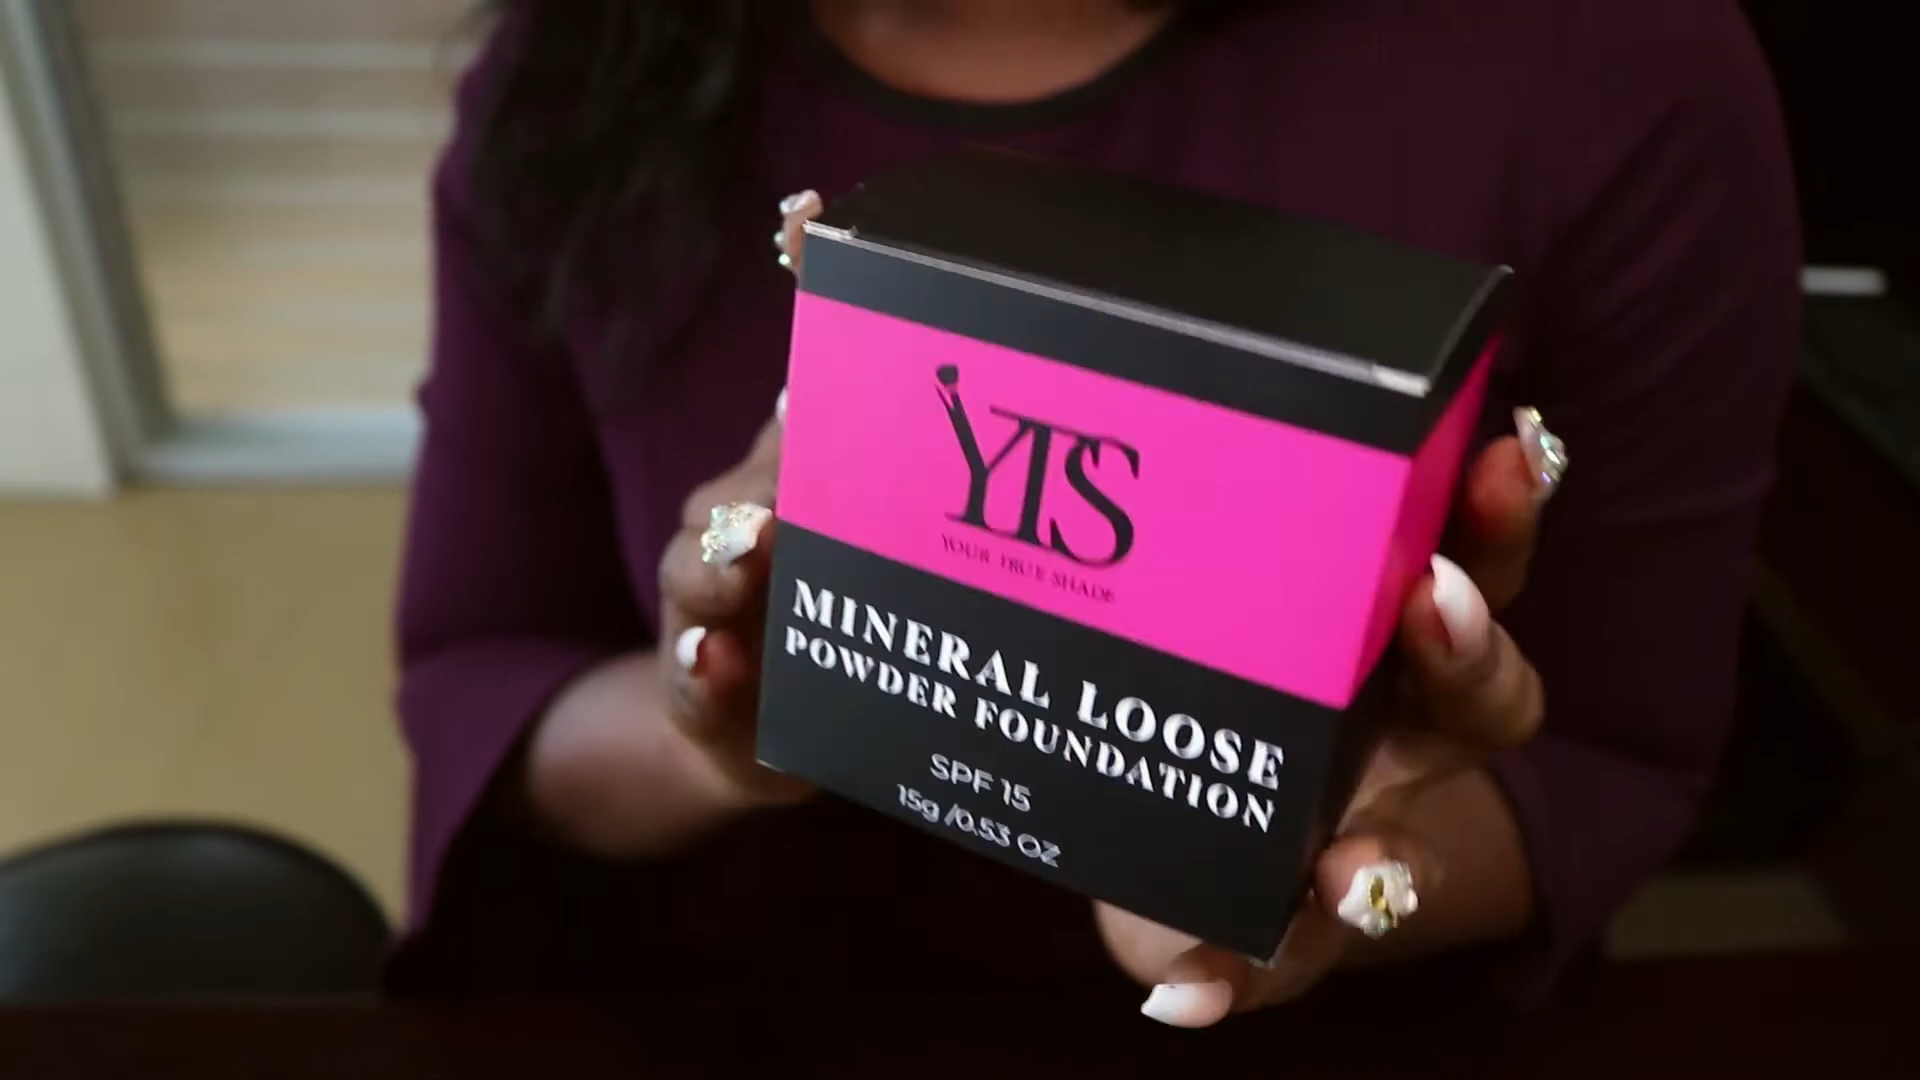 YTS
YOUR TRUE SHADE
MINERAL LOOSE
POWDER FOUNDATION
SPF 15
15g /0.53 OZ